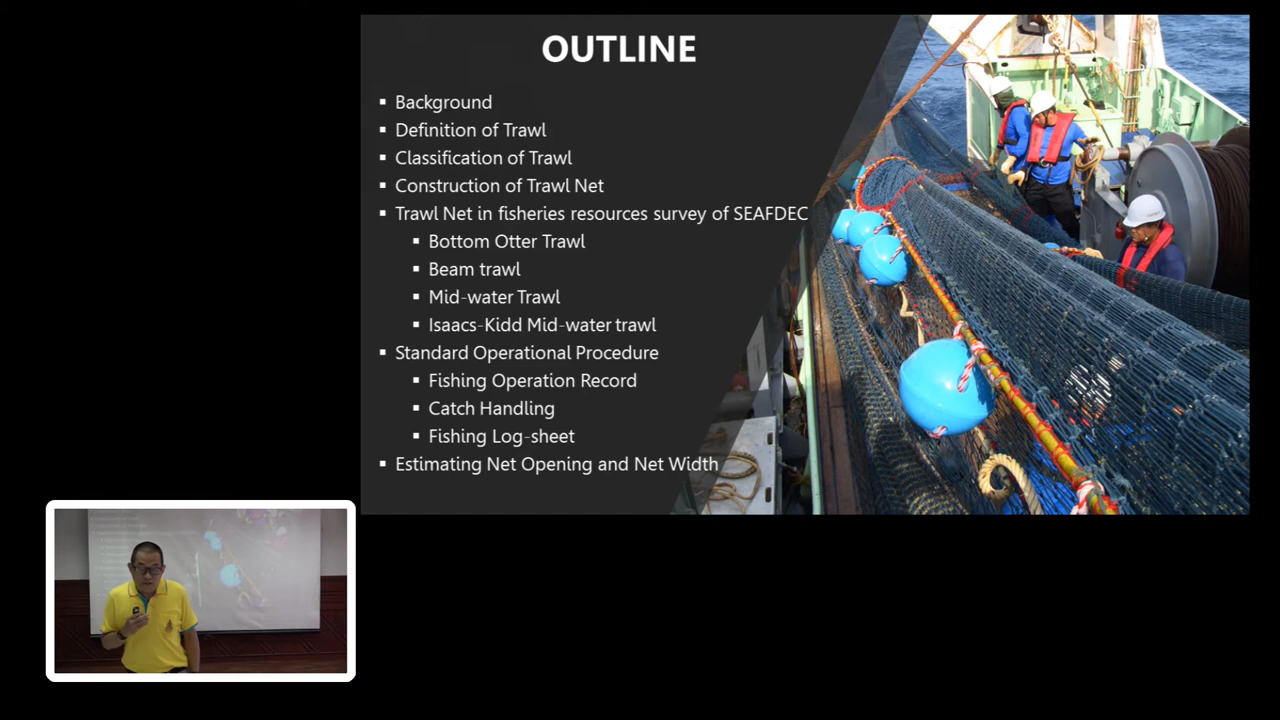 OUTLINE
▪ Background
▪ Definition of Trawl
▪ Classification of Trawl
▪ Construction of Trawl Net
▪ Trawl Net in fisheries resources survey of SEAFDEC
▪ Bottom Otter Trawl
▪ Beam trawl
▪ Mid-water Trawl
▪ Isaacs-Kidd Mid-water trawl
▪ Standard Operational Procedure
▪ Fishing Operation Record
▪ Catch Handling
▪ Fishing Log-sheet
▪ Estimating Net Opening and Net Width